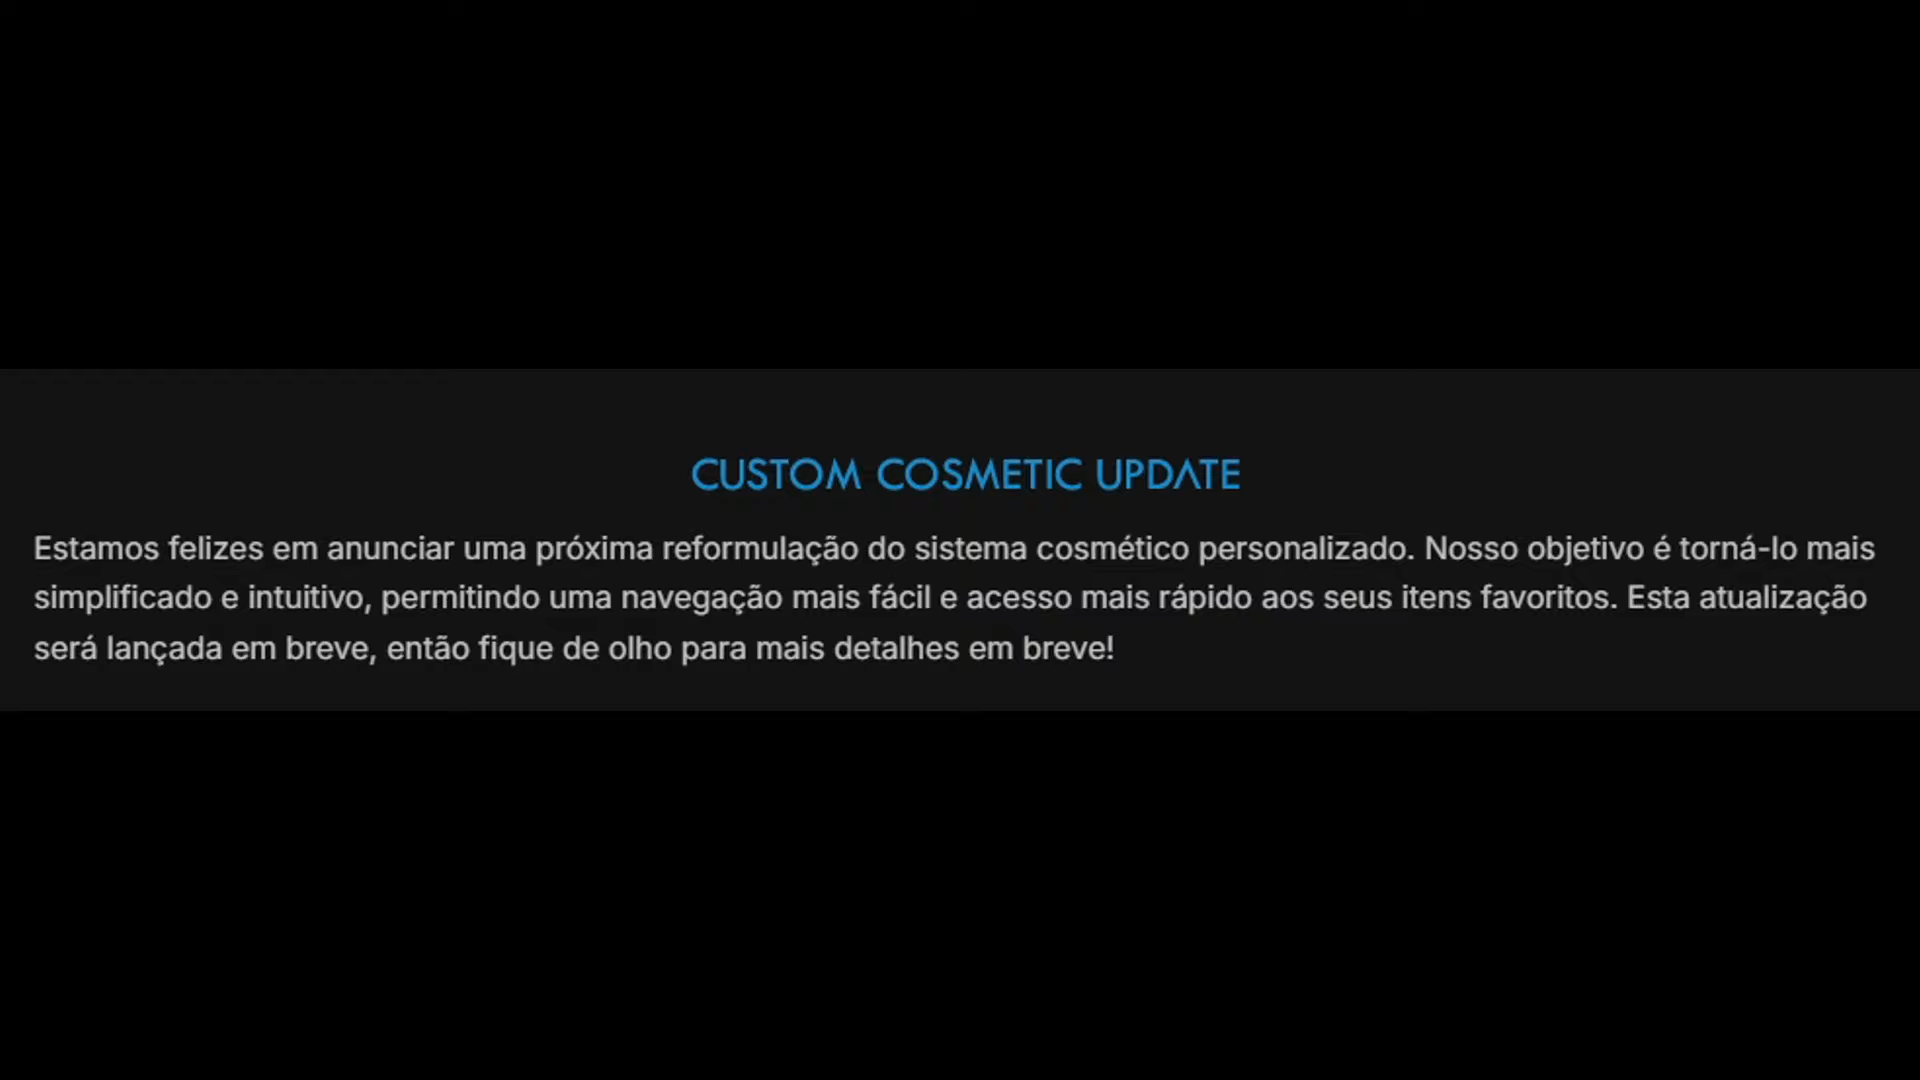 CUSTOM COSMETIC UPDATE
Estamos felizes em anunciar uma próxima reformulação do sistema cosmético personalizado. Nosso objetivo é torná-lo mais
simplificado e intuitivo, permitindo uma navegação mais fácil e acesso mais rápido aos seus itens favoritos. Esta atualização
será lançada em breve, então fique de olho para mais detalhes em breve!